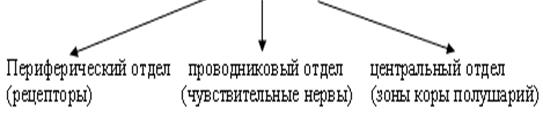 Периферический отдел проводниковый отдел центральный отдел
(рецепторы) (чувствительные нервы) (зоны коры полушарий)